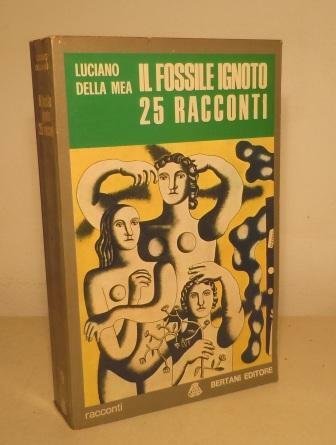 LUCIANO
DELLA MEA
IL FOSSILE IGNOTO
25 RACCONTI
racconti
BERTANI EDITORE